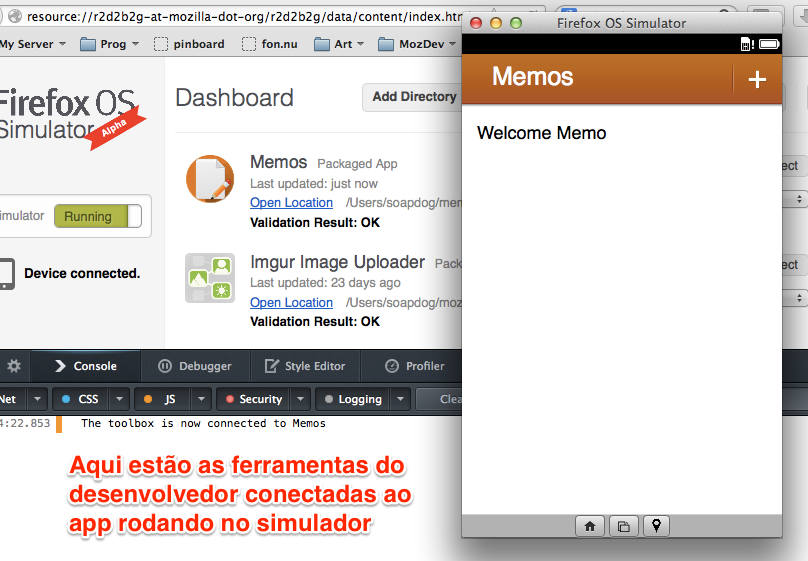 resource://r2d2b2g-at-mozilla-dot-org/r2d2b2g/data/content/index.htm
My Server
Prog
pinboard
fon.nu
Art
MozDev
Firefox OS
Simulator
Alpha
Simulator
Running
Device connected.
Dashboard
Add Directory
Memos Packaged App
Last updated: just now
Open Location /Users/soapdog/mem
Validation Result: OK
Imgur Image Uploader Pack
Last updated: 23 days ago
Open Location /Users/soapdog/moz
Validation Result: OK
ect
ect
Firefox OS Simulator
Memos
+
Welcome Memo
Console
Debugger
Style Editor
Profiler
Net
CSS
JS
Security
Logging
Clea
4:22.853 The toolbox is now connected to Memos
Aqui estão as ferramentas do
desenvolvedor conectadas ao
app rodando no simulador